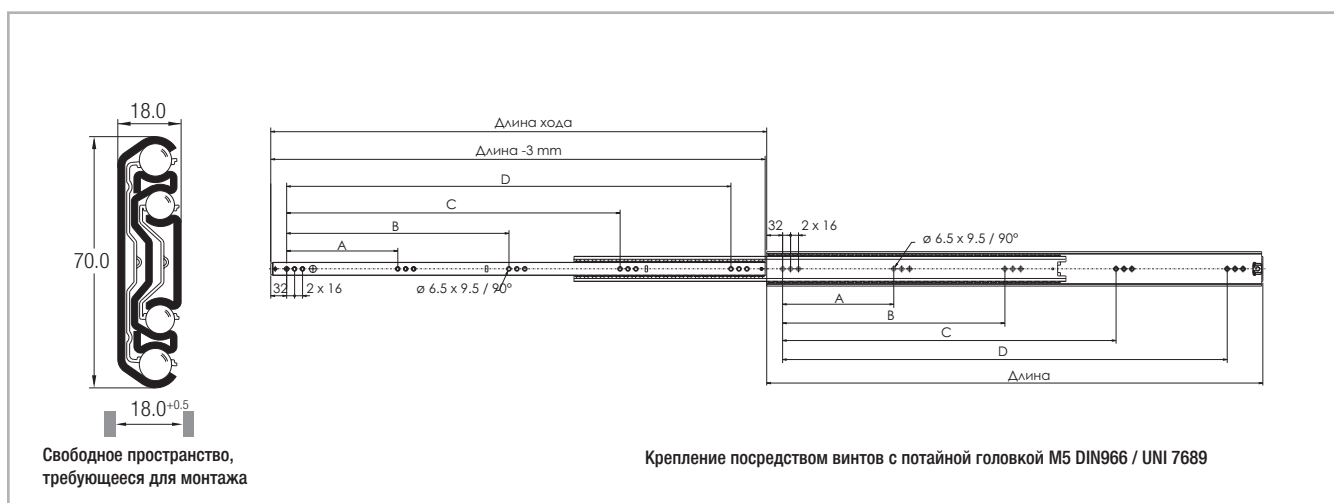 18.0
70.0
18.0+0.5
Свободное пространство,
требующееся для монтажа
Длина хода
Длина -3 mm
D
C
B
A
32
2 x 16
ø 6.5 x 9.5 / 90°
32
2 x 16
ø 6.5 x 9.5 / 90°
A
B
C
D
Длина
Крепление посредством винтов с потайной головкой M5 DIN966 / UNI 7689